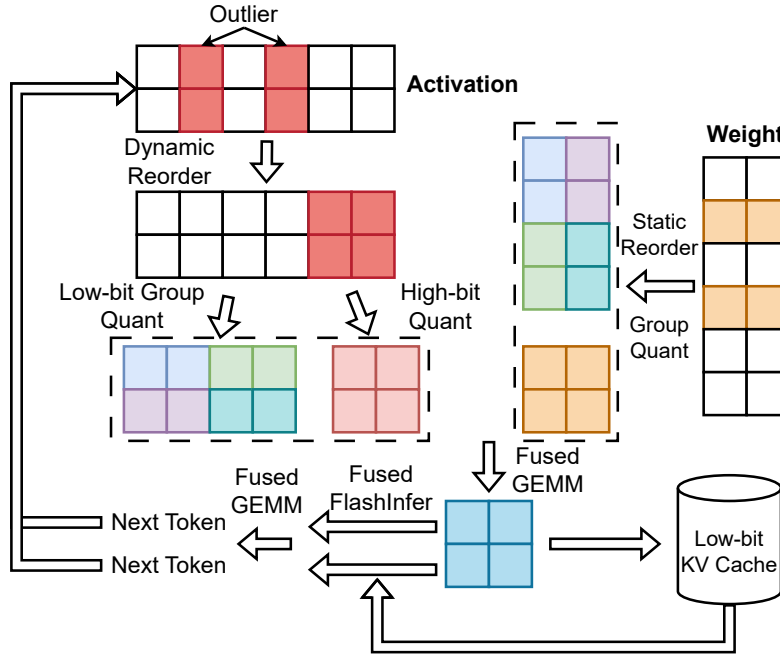 Outlier
Activation
Dynamic
Reorder
Weight
Static
Reorder
Low-bit Group
Quant
High-bit
Quant
Group
Quant
Fused
GEMM
Fused
FlashInfer
Fused
GEMM
Next Token
Next Token
Low-bit
KV Cache